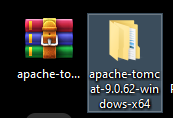 apache-to...
apache-tomc
at-9.0.62-win
dows-x64